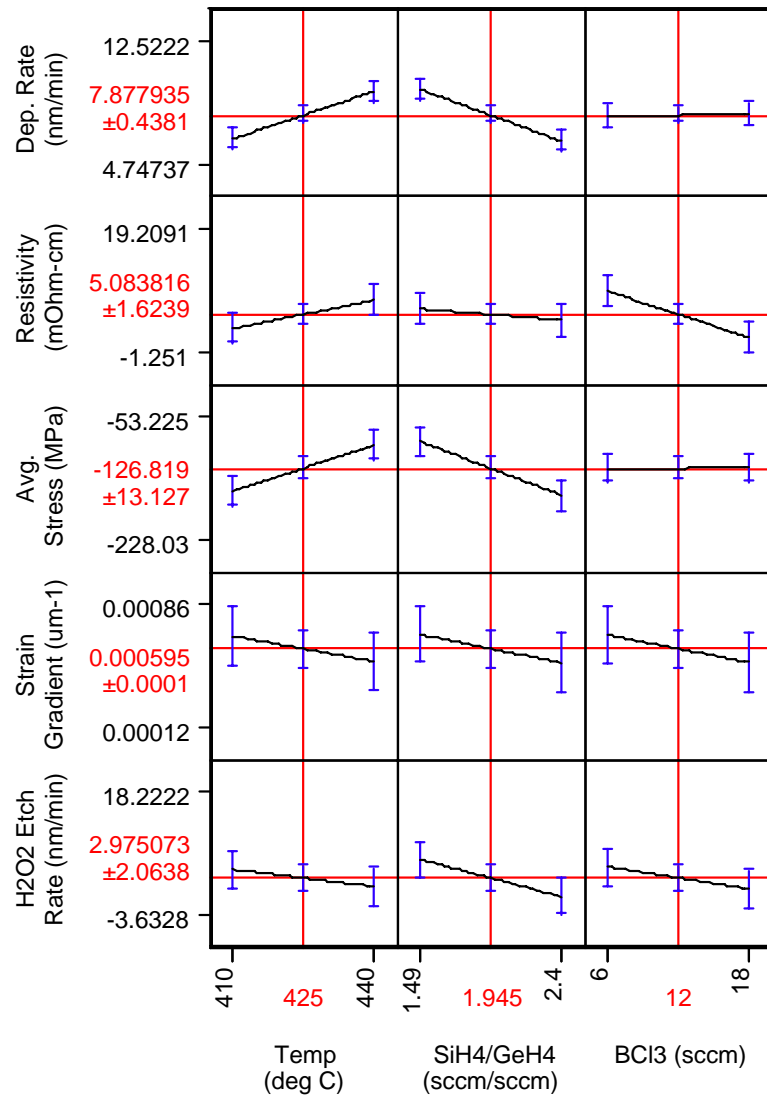 Dep. Rate
(nm/min)
12.5222
7.877935
±0.4381
4.74737
Resistivity
(mOhm-cm)
19.2091
5.083816
±1.6239
-1.251
Avg.
Stress (MPa)
-53.225
-126.819
±13.127
-228.03
Strain
Gradient (um-1)
0.00086
0.000595
±0.0001
0.00012
H2O2 Etch
Rate (nm/min)
18.2222
2.975073
±2.0638
-3.6328
410
425
440
1.49
1.945
2.4
6
12
18
Temp
(deg C)
SiH4/GeH4
(sccm/sccm)
BCl3 (sccm)